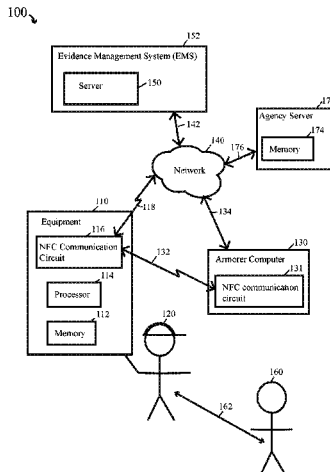 100
152
Evidence Management System (EMS)
Server
150
142
140
Network
Agency Server
174
Memory
176
110
Equipment
116
NFC Communication
Circuit
118
134
132
114
Processor
112
Memory
130
Armorer Computer
131
NFC communication
circuit
120
160
162